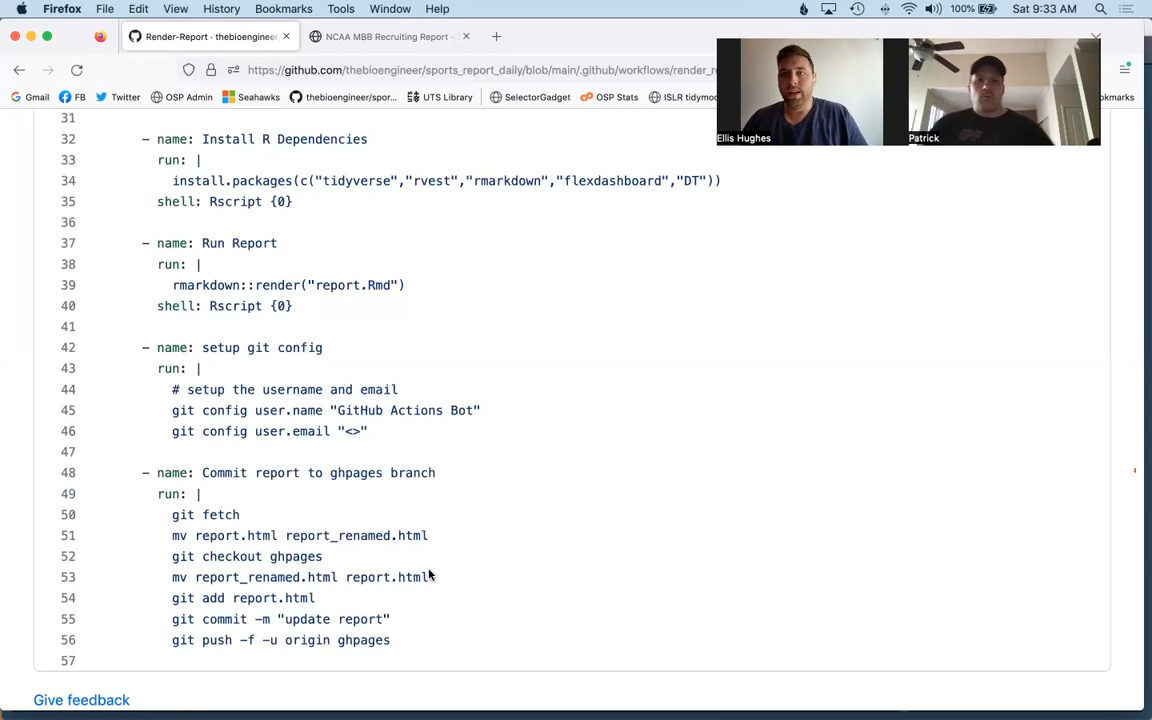 Firefox File Edit View History Bookmarks Tools Window Help 100% Sat 9:33 AM
Render-Report · thebioengineer/ NCAA MBB Recruiting Report -
https://github.com/thebioengineer/sports_report_daily/blob/main/.github/workflows/render_r
Gmail FB Twitter OSP Admin Seahawks thebioengineer/spor... UTS Library SelectorGadget OSP Stats ISLR tidymod
Ellis Hughes
Patrick
31
32 - name: Install R Dependencies
33 run: |
34 install.packages(c("tidyverse","rvest","rmarkdown","flexdashboard","DT"))
35 shell: Rscript {0}
36
37 - name: Run Report
38 run: |
39 rmarkdown::render("report.Rmd")
40 shell: Rscript {0}
41
42 - name: setup git config
43 run: |
44 # setup the username and email
45 git config user.name "GitHub Actions Bot"
46 git config user.email "<>"
47
48 - name: Commit report to ghpages branch
49 run: |
50 git fetch
51 mv report.html report_renamed.html
52 git checkout ghpages
53 mv report_renamed.html report.html
54 git add report.html
55 git commit -m "update report"
56 git push -f -u origin ghpages
57
Give feedback